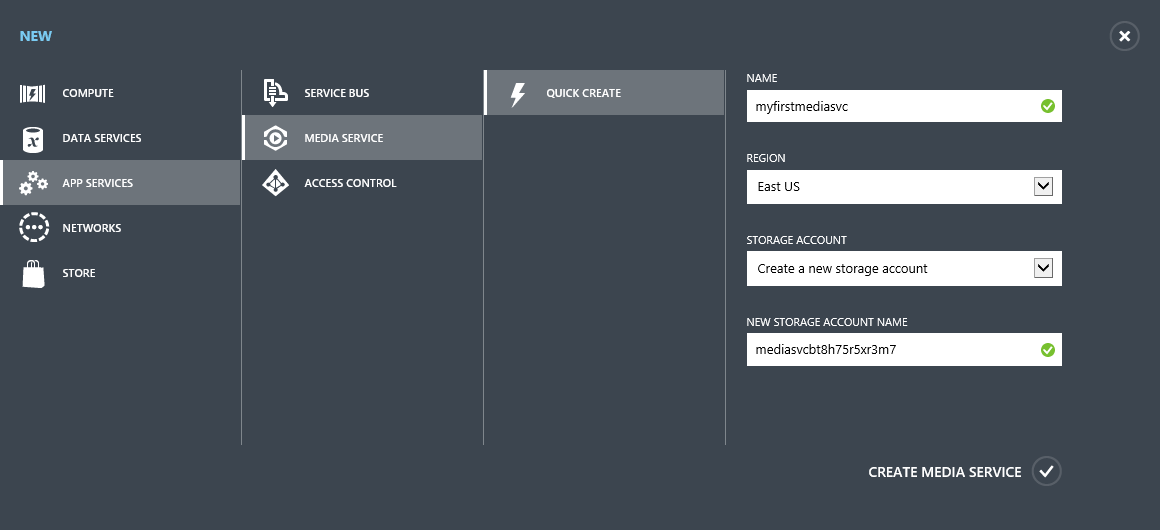 NEW
COMPUTE
DATA SERVICES
APP SERVICES
NETWORKS
STORE
SERVICE BUS
MEDIA SERVICE
ACCESS CONTROL
QUICK CREATE
NAME
myfirstmediasvc
REGION
East US
STORAGE ACCOUNT
Create a new storage account
NEW STORAGE ACCOUNT NAME
mediasvcbt8h75r5xr3m7
CREATE MEDIA SERVICE